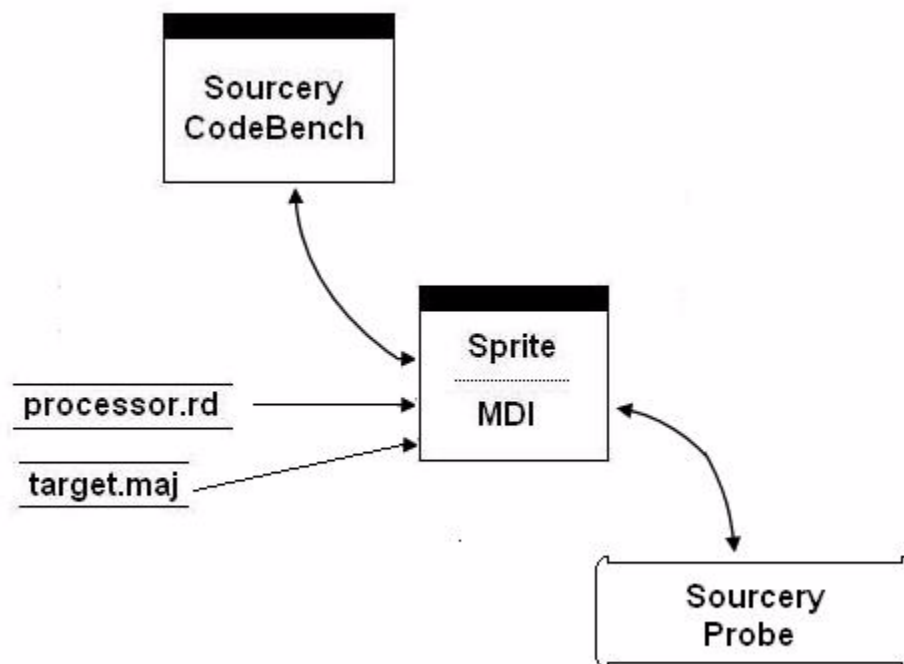 Sourcery
CodeBench
Sprite
MDI
processor.rd
target.maj
Sourcery
Probe